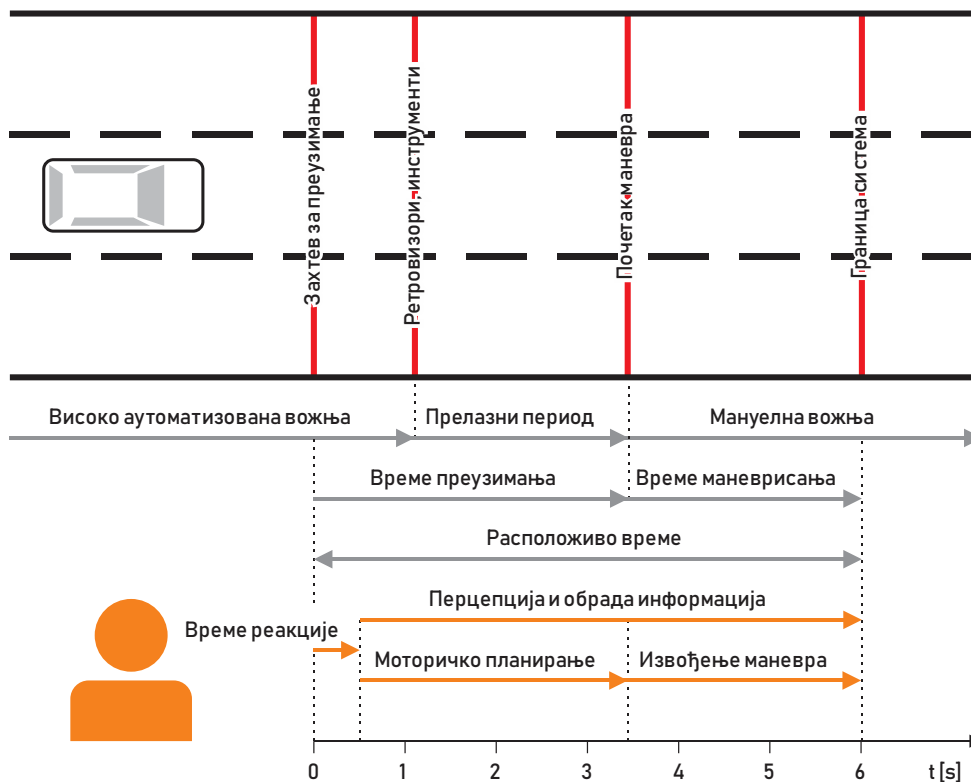 Захтев за преузимање
Ретровизори, инструменти
Почетак маневра
Граница система
Високо аутоматизована вожња
Прелазни период
Мануелна вожња
Време преузимања
Време маневрисања
Расположиво време
Перцепција и обрада информација
Време реакције
Моторичко планирање
Извођење маневра
0 1 2 3 4 5 6 t [s]